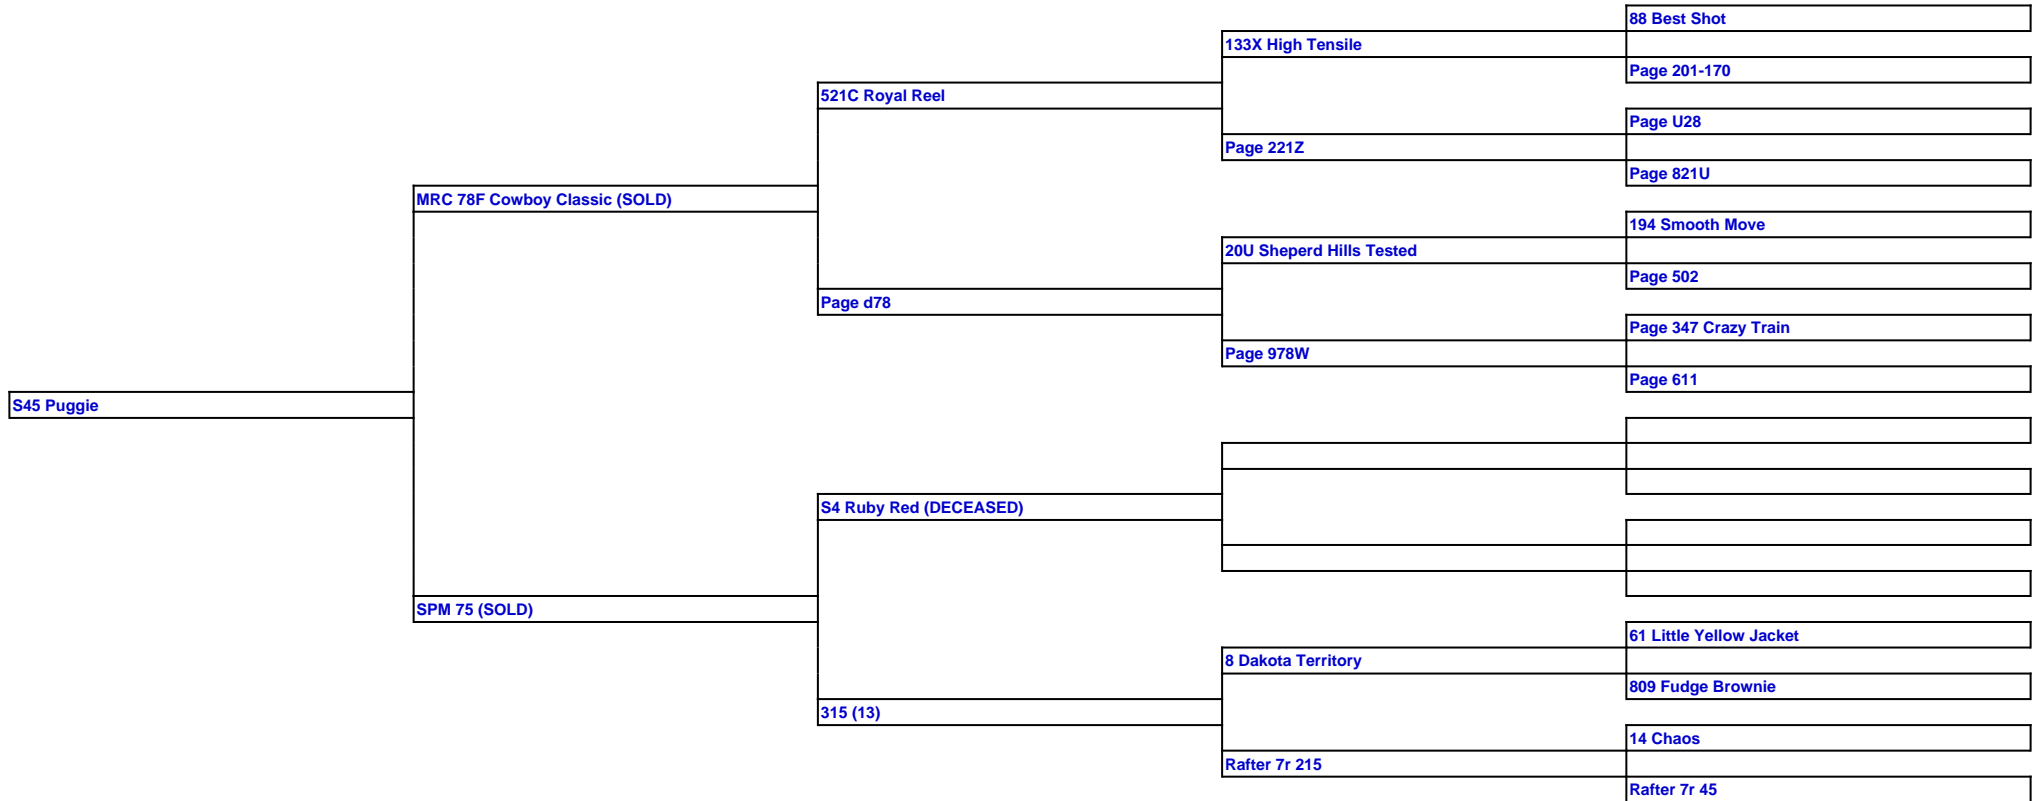 88 Best Shot
133X High Tensile
Page 201-170
521C Royal Reel
Page U28
Page 221Z
Page 821U
MRC 78F Cowboy Classic (SOLD)
194 Smooth Move
20U Sheperd Hills Tested
Page 502
Page d78
Page 347 Crazy Train
Page 978W
Page 611
S45 Puggie
S4 Ruby Red (DECEASED)
SPM 75 (SOLD)
61 Little Yellow Jacket
8 Dakota Territory
809 Fudge Brownie
315 (13)
14 Chaos
Rafter 7r 215
Rafter 7r 45